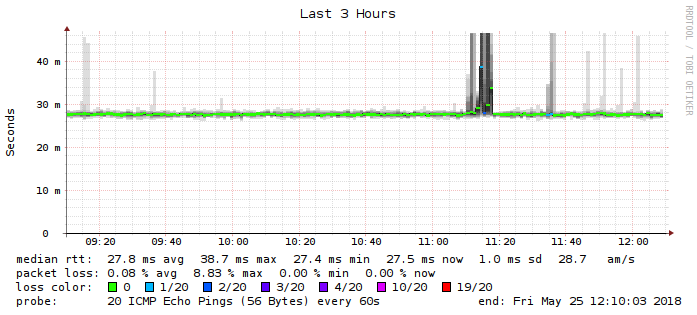 Last 3 Hours
RRDTOOL / TOBI OETIKER
Seconds
40 m
30 m
20 m
10 m
0
09:20 09:40 10:00 10:20 10:40 11:00 11:20 11:40 12:00
median rtt: 27.8 ms avg 38.7 ms max 27.4 ms min 27.5 ms now 1.0 ms sd 28.7 am/s
packet loss: 0.08 % avg 8.83 % max 0.00 % min 0.00 % now
loss color: 0 1/20 2/20 3/20 4/20 10/20 19/20
probe: 20 ICMP Echo Pings (56 Bytes) every 60s end: Fri May 25 12:10:03 2018